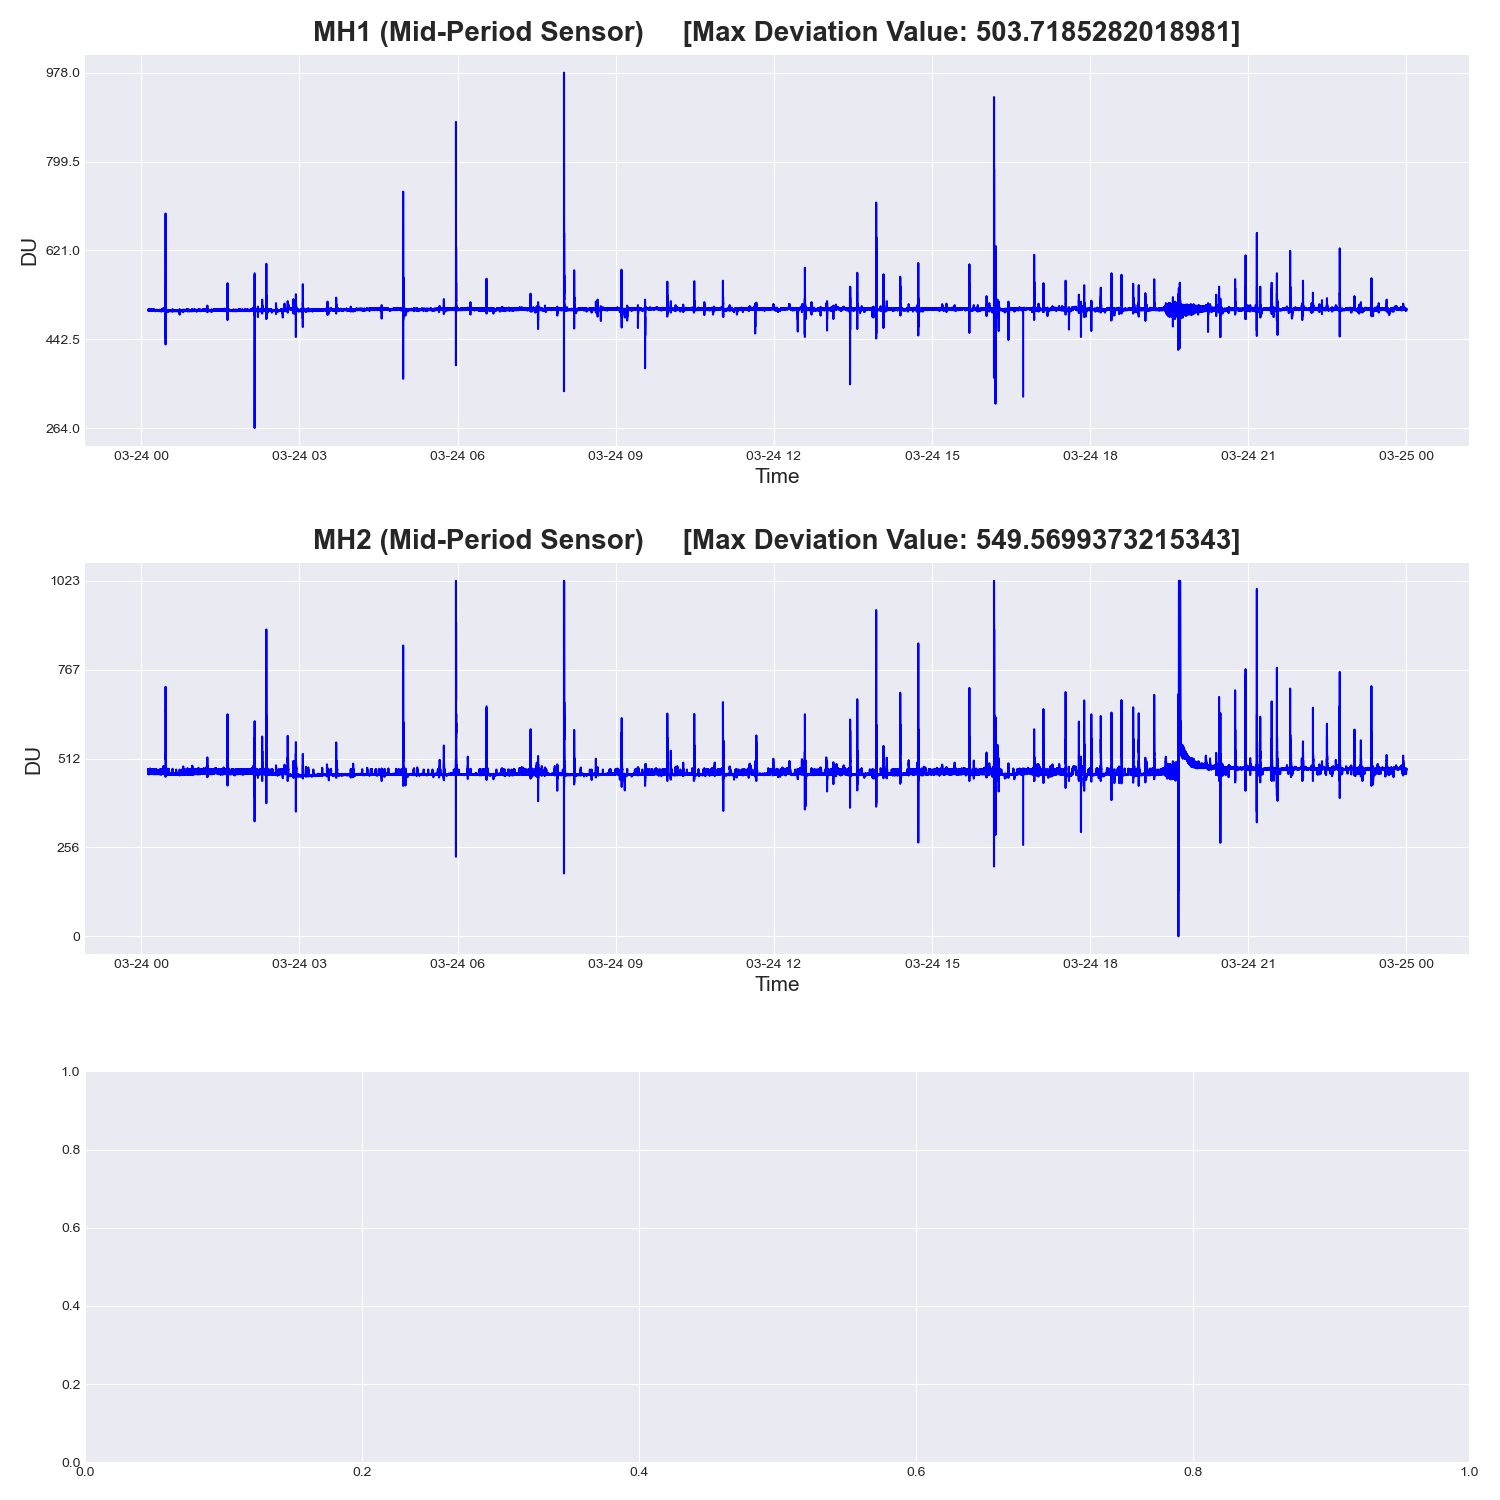 MH1 (Mid-Period Sensor) [Max Deviation Value: 503.7185282018981]
978.0
799.5
621.0
442.5
264.0
DU
03-24 00 03-24 03 03-24 06 03-24 09 03-24 12 03-24 15 03-24 18 03-24 21 03-25 00
Time
MH2 (Mid-Period Sensor) [Max Deviation Value: 549.5699373215343]
1023
767
512
256
0
DU
03-24 00 03-24 03 03-24 06 03-24 09 03-24 12 03-24 15 03-24 18 03-24 21 03-25 00
Time
1.0
0.8
0.6
0.4
0.2
0.0
0.0 0.2 0.4 0.6 0.8 1.0